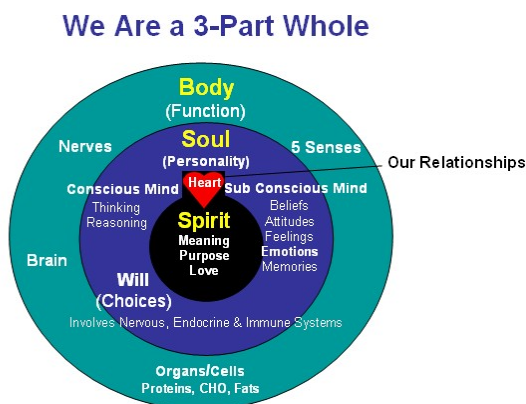 We Are a 3-Part Whole
Body
(Function)
Nerves
5 Senses
Soul
(Personality)
Our Relationships
Heart
Conscious Mind
Thinking
Reasoning
Sub Conscious Mind
Beliefs
Attitudes
Feelings
Emotions
Memories
Spirit
Meaning
Purpose
Love
Brain
Will
(Choices)
Involves Nervous, Endocrine & Immune Systems
Organs/Cells
Proteins, CHO, Fats